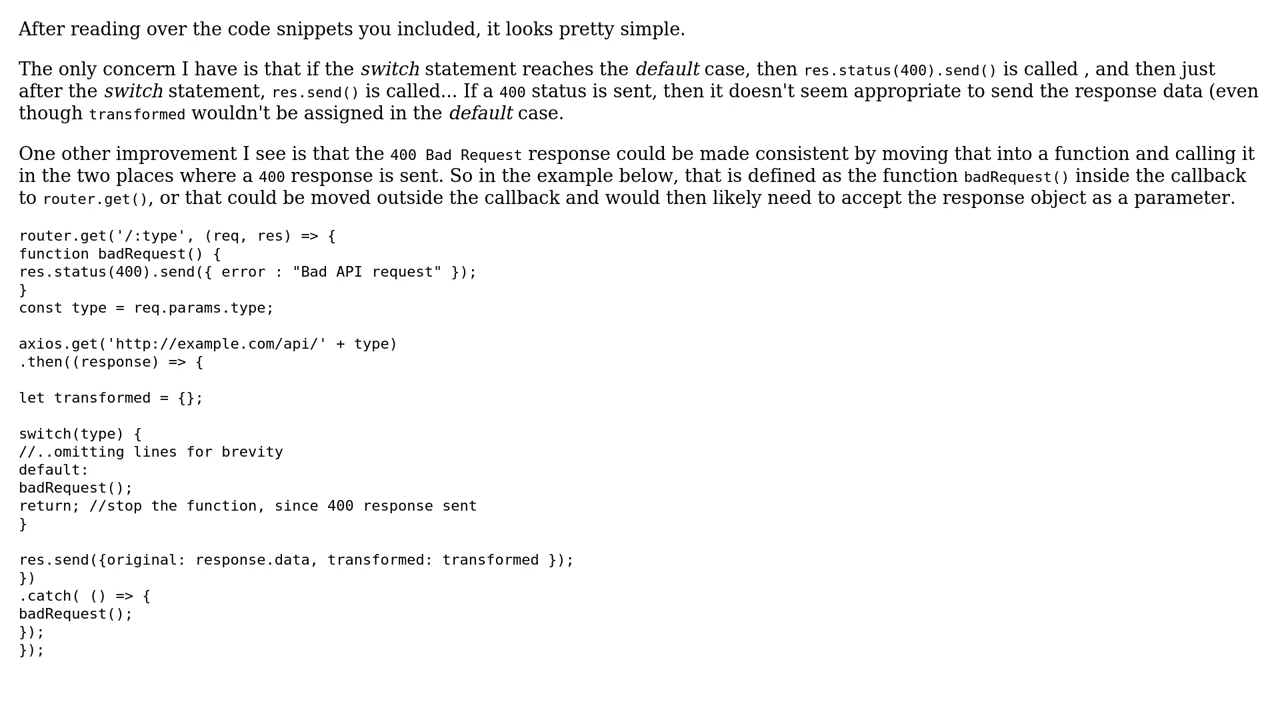 After reading over the code snippets you included, it looks pretty simple.
The only concern I have is that if the switch statement reaches the default case, then res.status(400).send() is called , and then just
after the switch statement, res.send() is called... If a 400 status is sent, then it doesn't seem appropriate to send the response data (even
though transformed wouldn't be assigned in the default case.
One other improvement I see is that the 400 Bad Request response could be made consistent by moving that into a function and calling it
in the two places where a 400 response is sent. So in the example below, that is defined as the function badRequest() inside the callback
to router.get(), or that could be moved outside the callback and would then likely need to accept the response object as a parameter.
router.get('/:type', (req, res) => {
function badRequest() {
res.status(400).send({ error : "Bad API request" });
}
const type = req.params.type;
axios.get('http://example.com/api/' + type)
.then((response) => {
let transformed = {};
switch(type) {
//..omitting lines for brevity
default:
badRequest();
return; //stop the function, since 400 response sent
}
res.send({original: response.data, transformed: transformed });
})
.catch( () => {
badRequest();
});
});